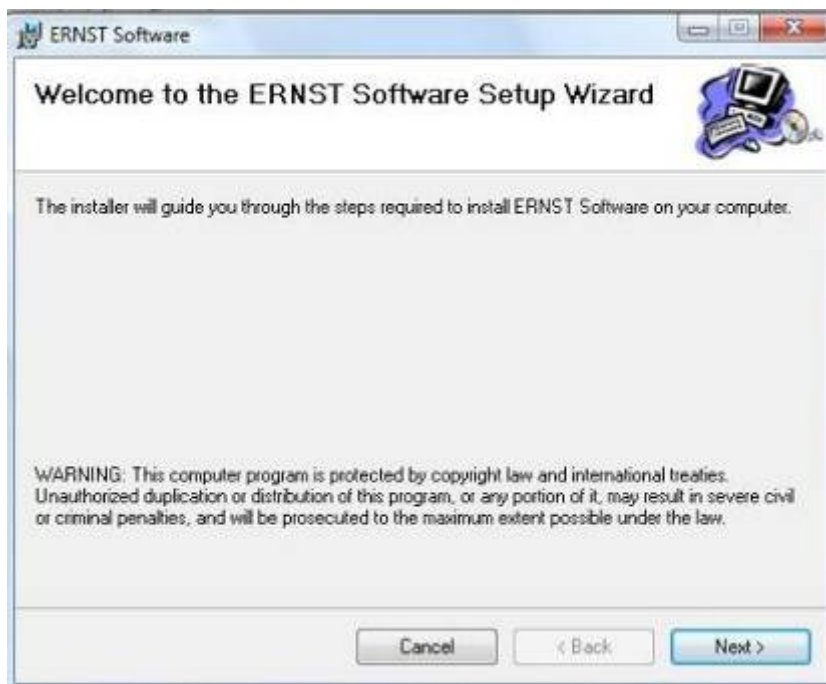 ERNST Software
Welcome to the ERNST Software Setup Wizard
The installer will guide you through the steps required to install ERNST Software on your computer.
WARNING: This computer program is protected by copyright law and international treaties.
Unauthorized duplication or distribution of this program, or any portion of it, may result in severe civil
or criminal penalties, and will be prosecuted to the maximum extent possible under the law.
Cancel < Back Next >